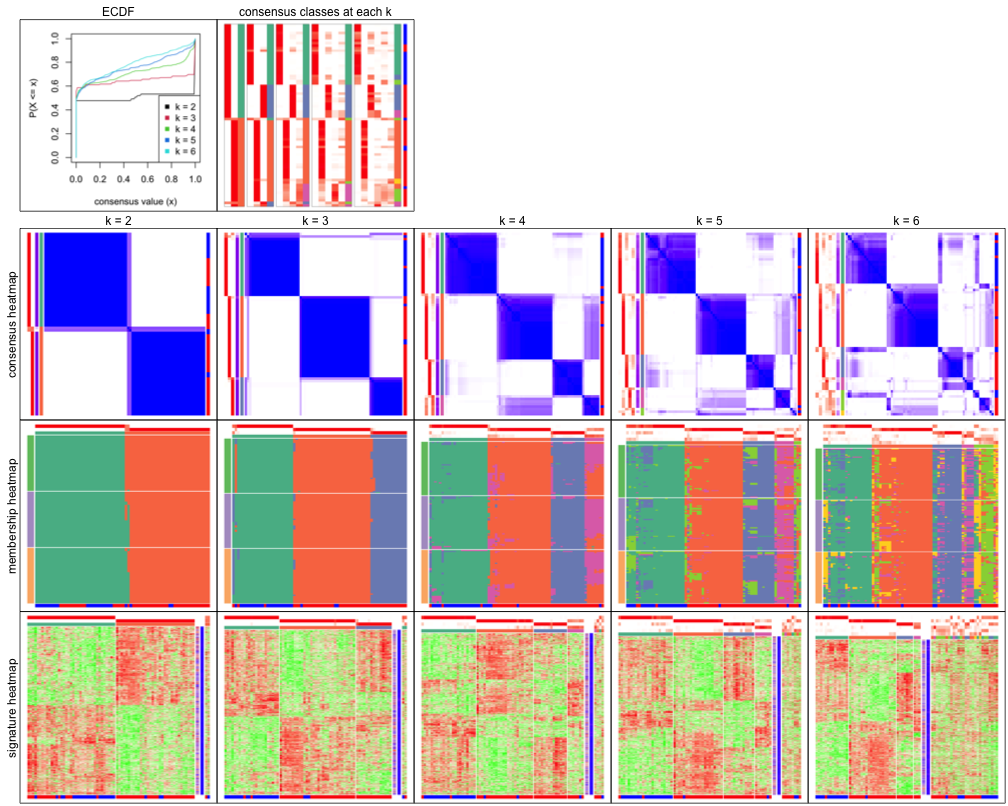 ECDF
consensus classes at each k
P(X <= x)
1.0
0.8
0.6
0.4
0.2
0.0
k = 2
k = 3
k = 4
k = 5
k = 6
0.0 0.2 0.4 0.6 0.8 1.0
consensus value (x)
k = 2 k = 3 k = 4 k = 5 k = 6
consensus heatmap
membership heatmap
signature heatmap